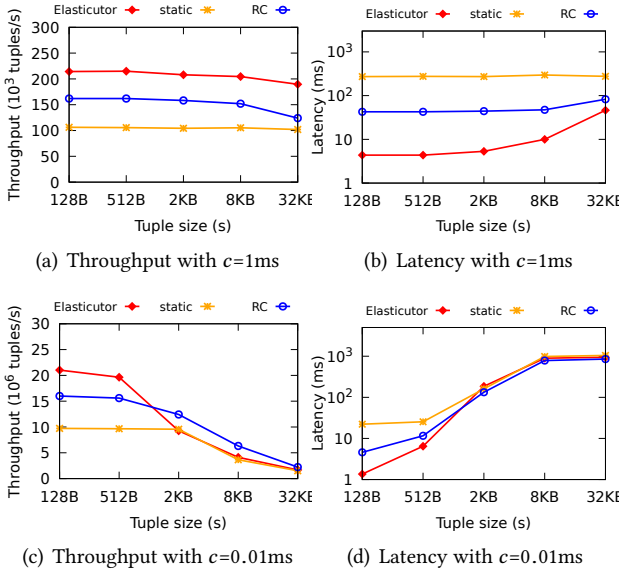 Elasticutor static RC
Throughput (10³ tuples/s)
300
250
200
150
100
50
0
128B 512B 2KB 8KB 32KB
Tuple size (s)
(a) Throughput with c=1ms
Elasticutor static RC
Latency (ms)
10³
10²
10
1
128B 512B 2KB 8KB 32KB
Tuple size (s)
(b) Latency with c=1ms
Elasticutor static RC
Throughput (10⁶ tuples/s)
30
25
20
15
10
5
0
128B 512B 2KB 8KB 32KB
Tuple size (s)
(c) Throughput with c=0.01ms
Elasticutor static RC
Latency (ms)
10³
10²
10
1
128B 512B 2KB 8KB 32KB
Tuple size (s)
(d) Latency with c=0.01ms